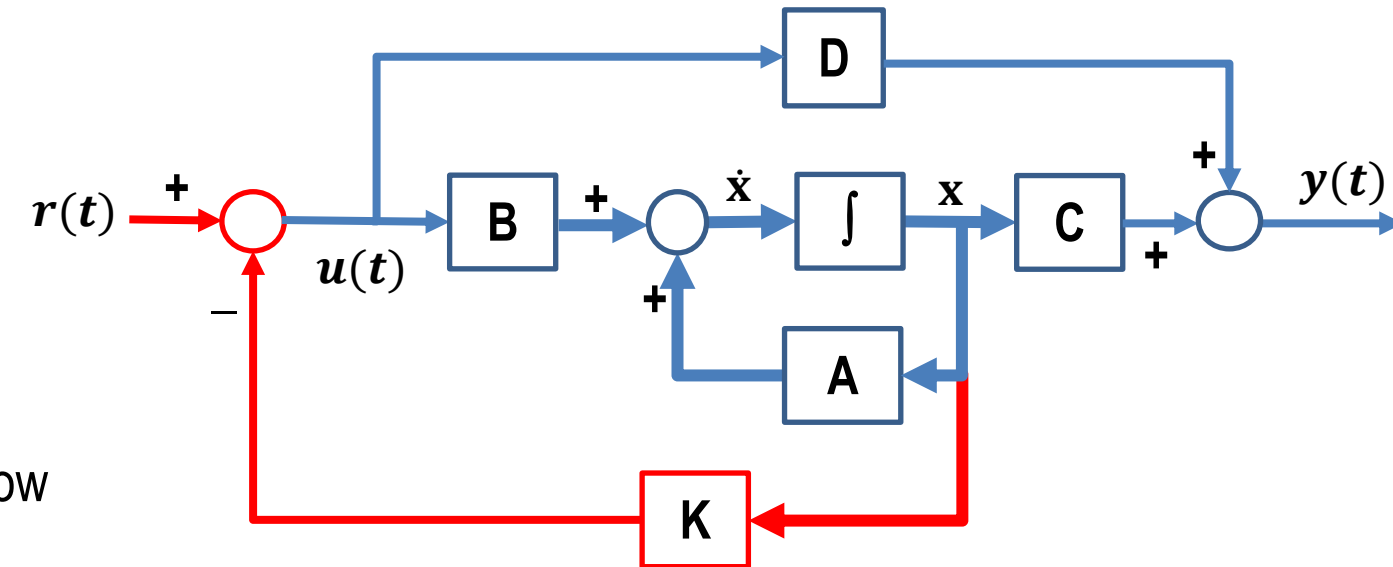 D
+
r(t)
+
u(t)
B
+
ẋ
∫
x
C
+
y(t)
−
+
A
ow
K